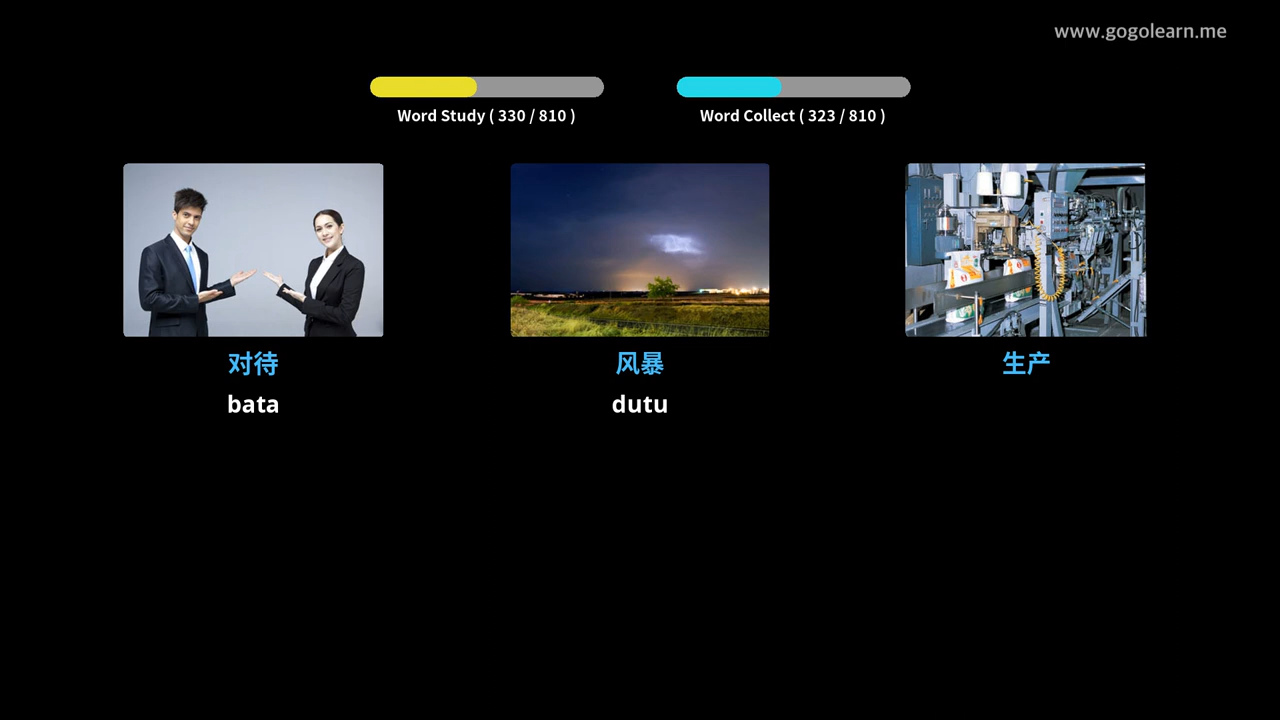 www.gogolearn.me
Word Study ( 330 / 810 )
Word Collect ( 323 / 810 )
对待
风暴
生产
bata
dutu